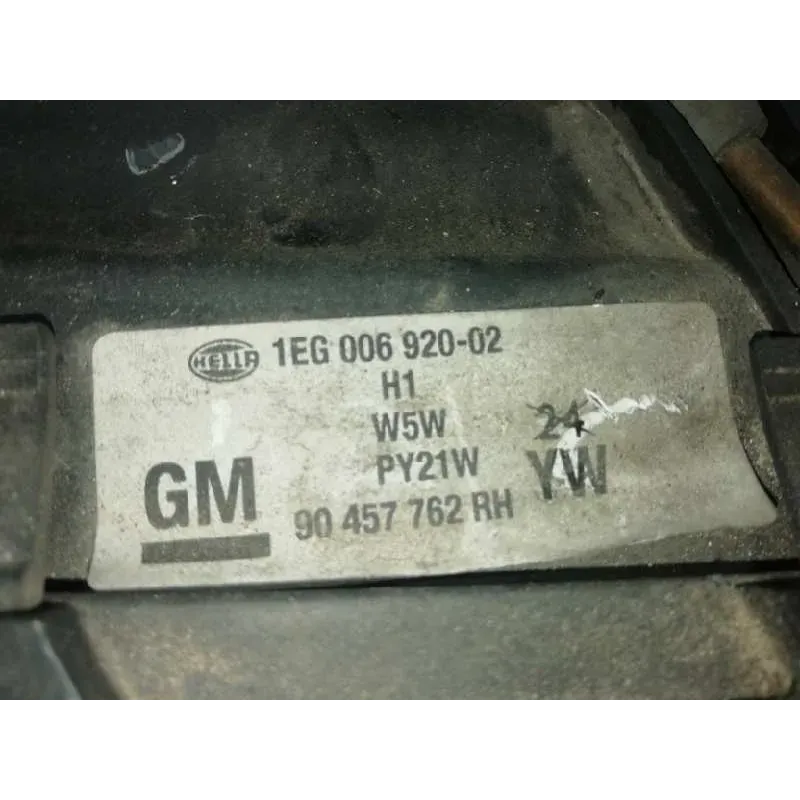 HELLA 1EG 006 920-02
H1
W5W 24
PY21W YW
GM 90 457 762 RH